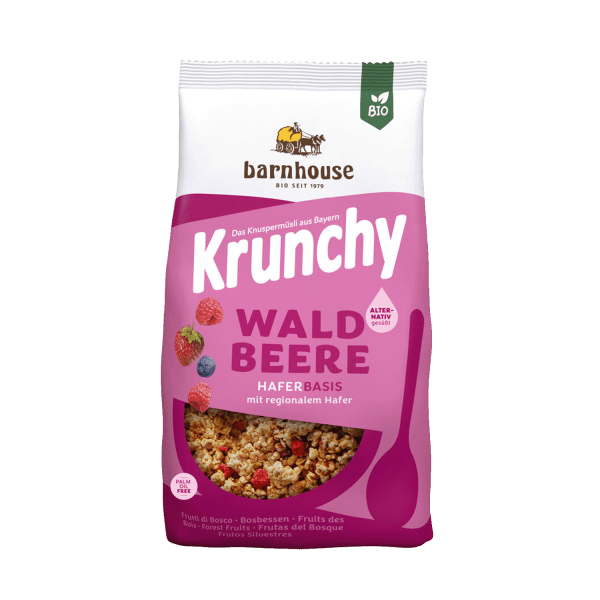 BIO
barnhouse
BIO SEIT 1979
Das Knuspermüsli aus Bayern
Krunchy
ALTER-
NATIV
gesüßt
WALD
BEERE
HAFERBASIS
mit regionalem Hafer
PALM
OIL
FREE
Frutti di Bosco · Bosbessen · Fruits des
Bois · Forest Fruits · Frutas del Bosque
Frutos Silvestres